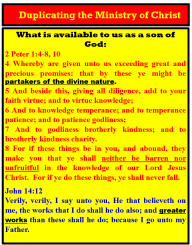 Duplicating the Ministry of Christ
What is available to us as a son of
God:
2 Peter 1:4-8, 10
4 Whereby are given unto us exceeding great and
precious promises: that by these ye might be
partakers of the divine nature.
5 And beside this, giving all diligence, add to your
faith virtue; and to virtue knowledge;
6 And to knowledge temperance; and to temperance
patience; and to patience godliness;
7 And to godliness brotherly kindness; and to
brotherly kindness charity.
8 For if these things be in you, and abound, they
make you that ye shall neither be barren nor
unfruitful in the knowledge of our Lord Jesus
Christ. For if ye do these things, ye shall never fall.
John 14:12
Verily, verily, I say unto you, He that believeth on
me, the works that I do shall he do also; and greater
works than these shall he do; because I go unto my
Father.